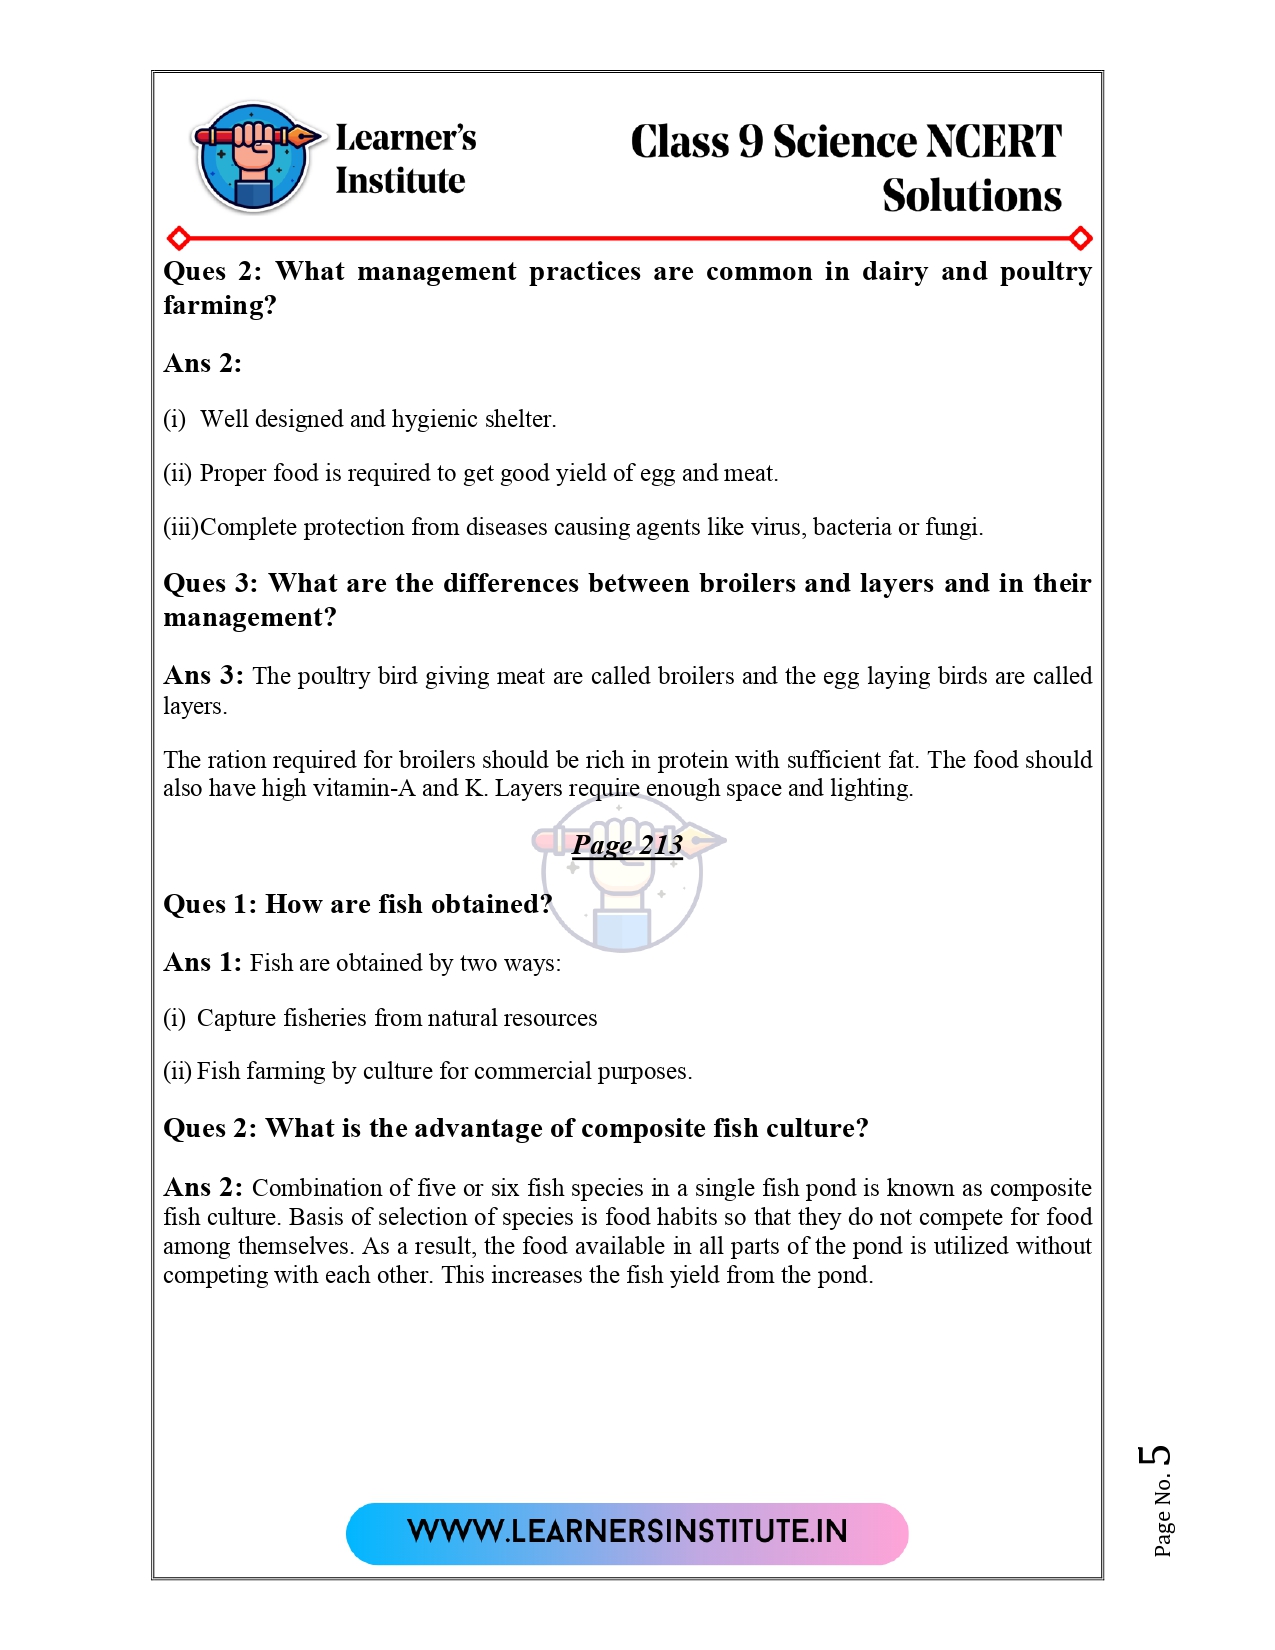 Learner's
Institute
Class 9 Science NCERT
Solutions
Ques 2: What management practices are common in dairy and poultry
farming?
Ans 2:
(i) Well designed and hygienic shelter.
(ii) Proper food is required to get good yield of egg and meat.
(iii)Complete protection from diseases causing agents like virus, bacteria or fungi.
Ques 3: What are the differences between broilers and layers and in their
management?
Ans 3: The poultry bird giving meat are called broilers and the egg laying birds are called
layers.
The ration required for broilers should be rich in protein with sufficient fat. The food should
also have high vitamin-A and K. Layers require enough space and lighting.
Page 213
Ques 1: How are fish obtained?
Ans 1: Fish are obtained by two ways:
(i) Capture fisheries from natural resources
(ii) Fish farming by culture for commercial purposes.
Ques 2: What is the advantage of composite fish culture?
Ans 2: Combination of five or six fish species in a single fish pond is known as composite
fish culture. Basis of selection of species is food habits so that they do not compete for food
among themselves. As a result, the food available in all parts of the pond is utilized without
competing with each other. This increases the fish yield from the pond.
Page No. 5
WWW.LEARNERSINSTITUTE.IN